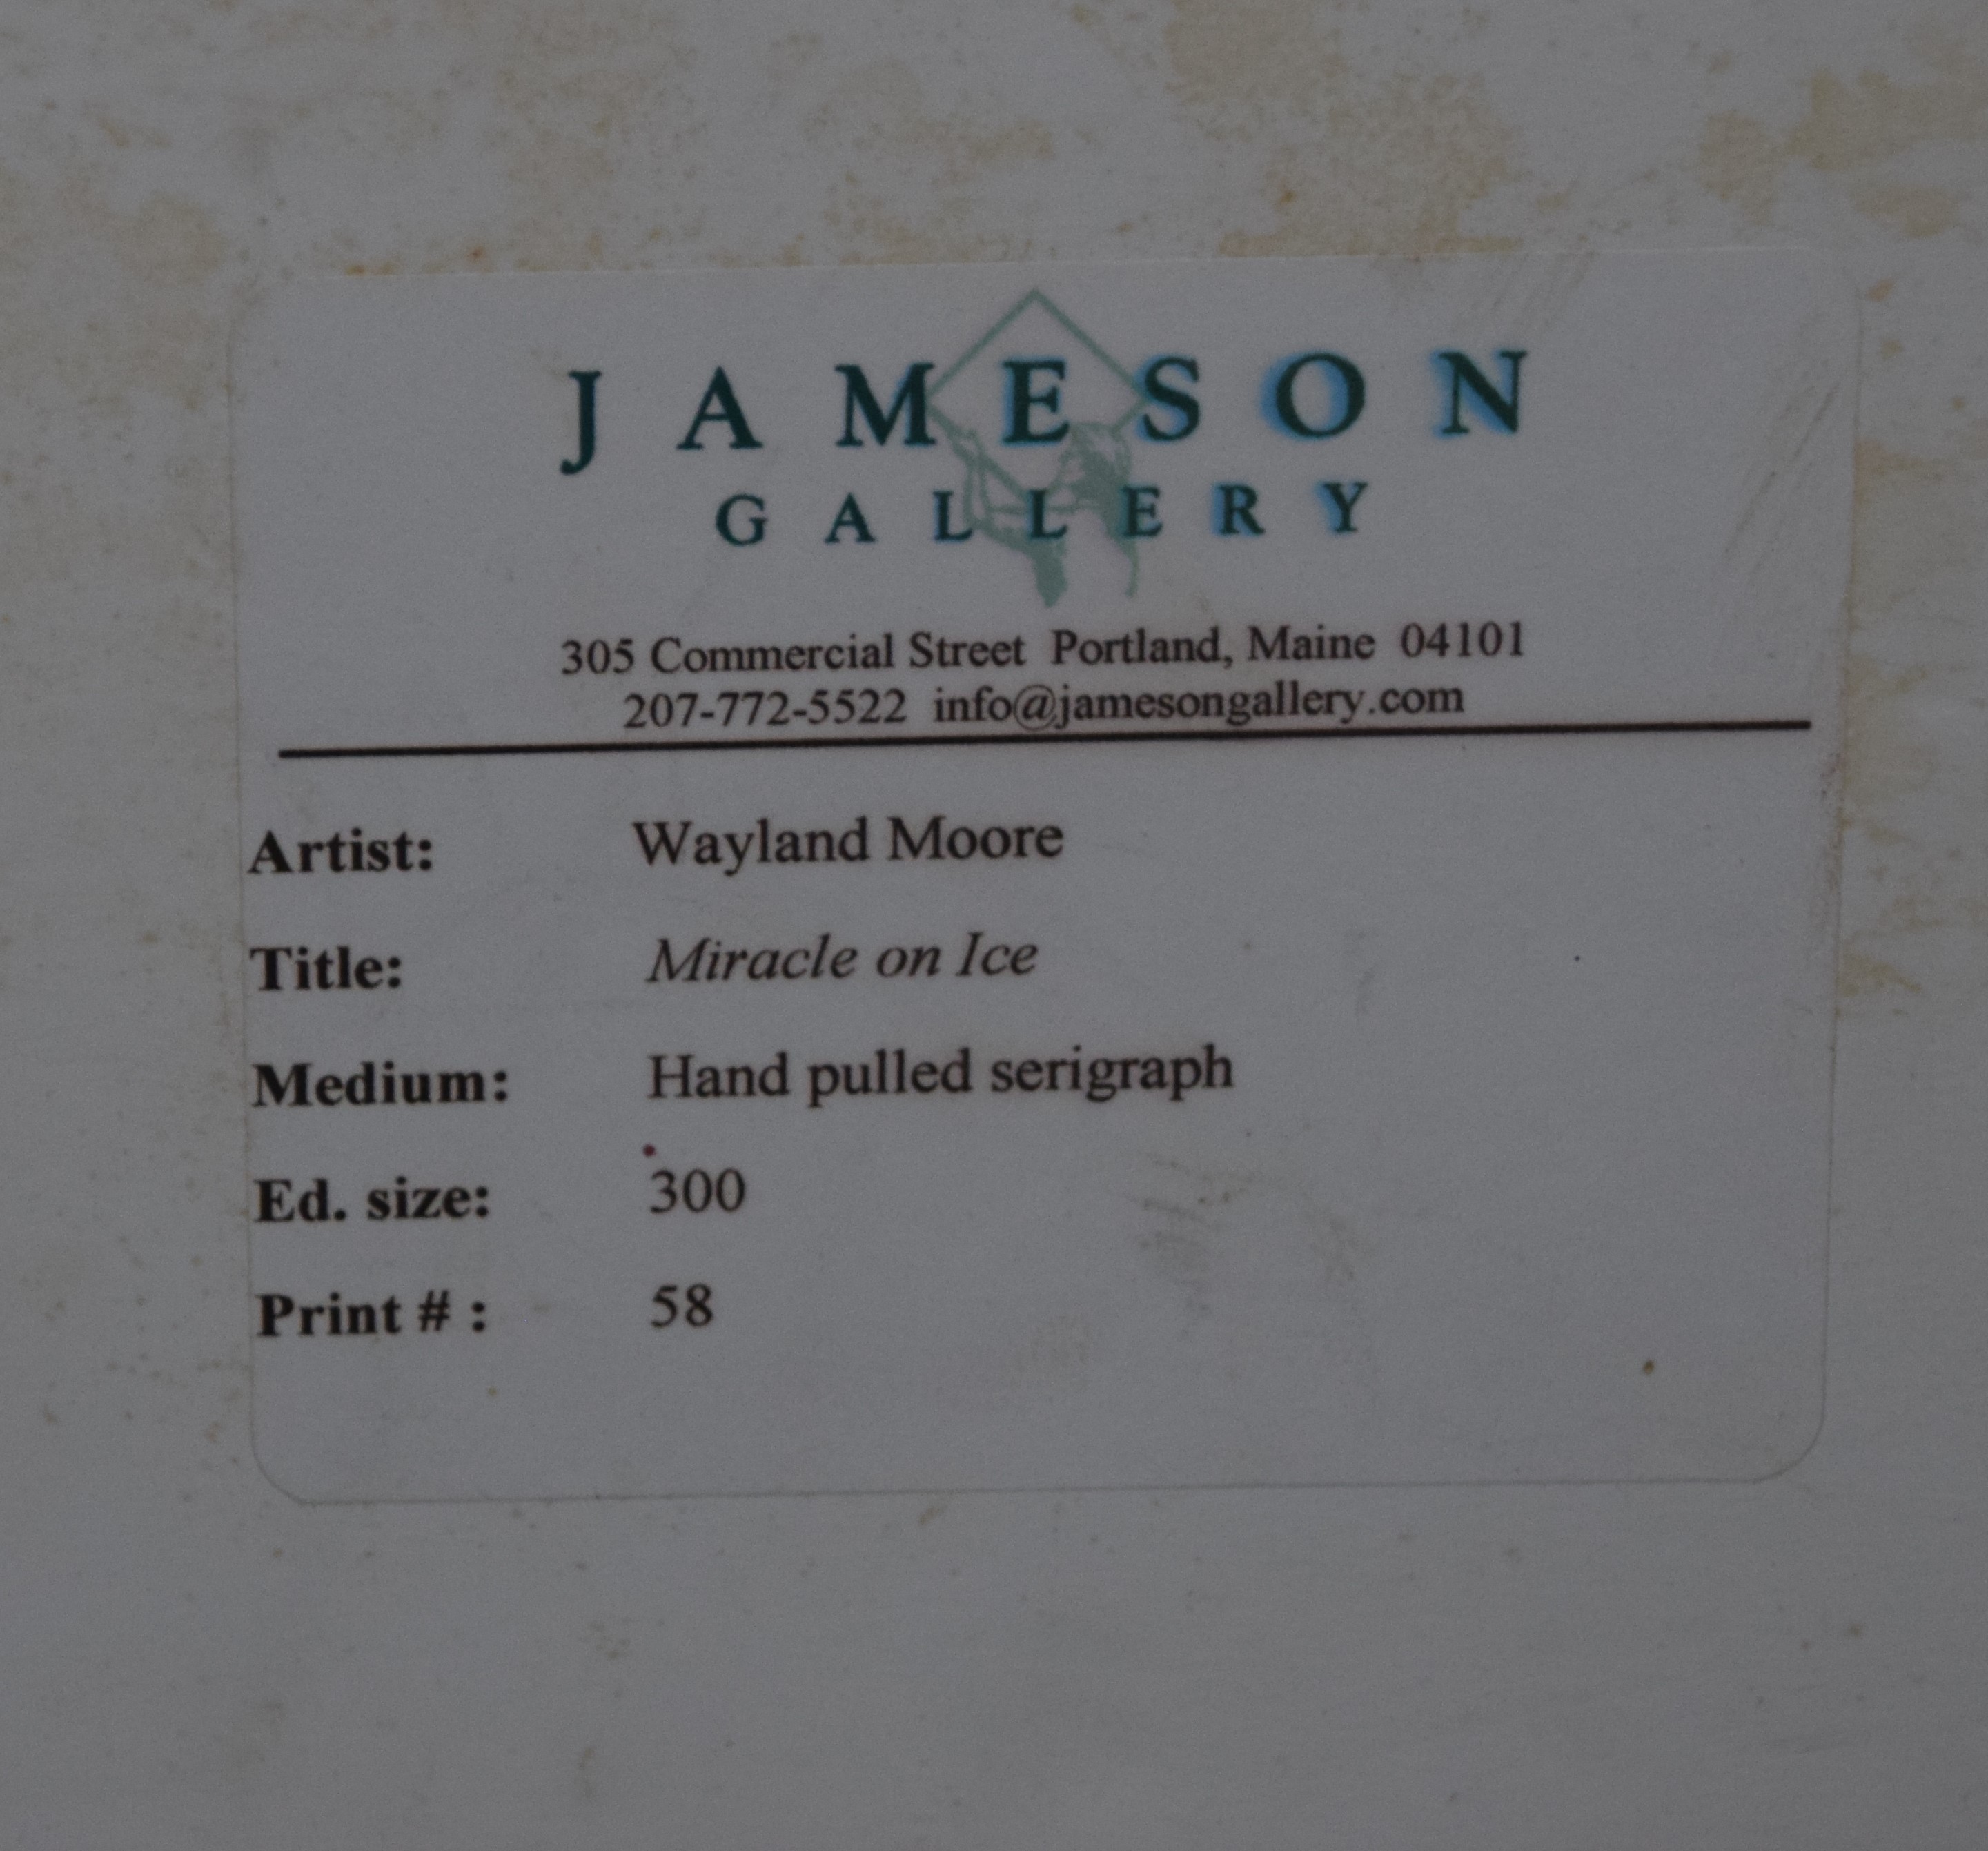 JAMESON
GALLERY
305 Commercial Street Portland, Maine 04101
207-772-5522 info@jamesongallery.com
Artist: Wayland Moore
Title: Miracle on Ice
Medium: Hand pulled serigraph
Ed. size: 300
Print # : 58